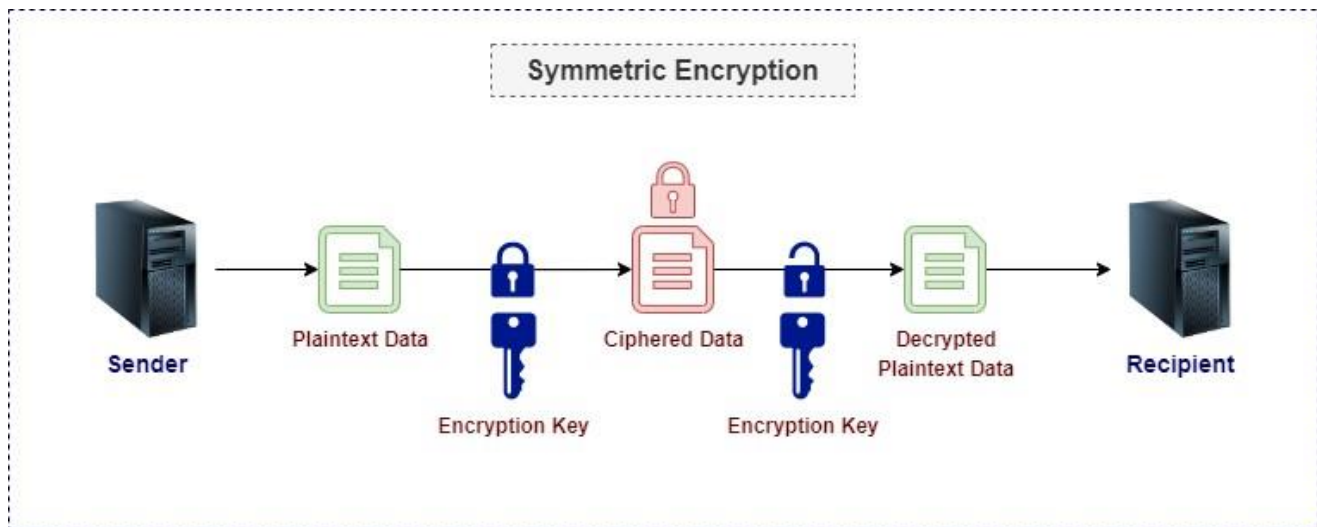 Symmetric Encryption
Sender
Plaintext Data
Encryption Key
Ciphered Data
Encryption Key
Decrypted
Plaintext Data
Recipient